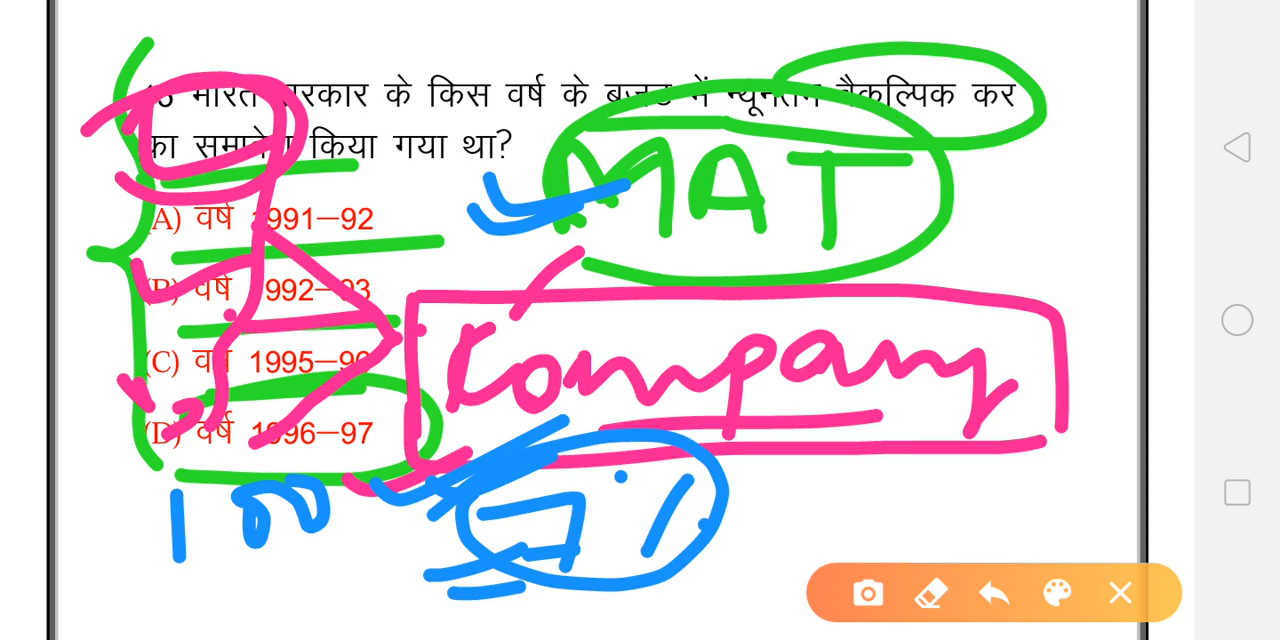 भारत सरकार के किस वर्ष के बजट में न्यूनतम वैकल्पिक कर
का समावेश किया गया था?
MAT
(A) वर्ष 1991–92
(B) वर्ष 1992–93
Company
(C) वर्ष 1995–96
(D) वर्ष 1996–97
100